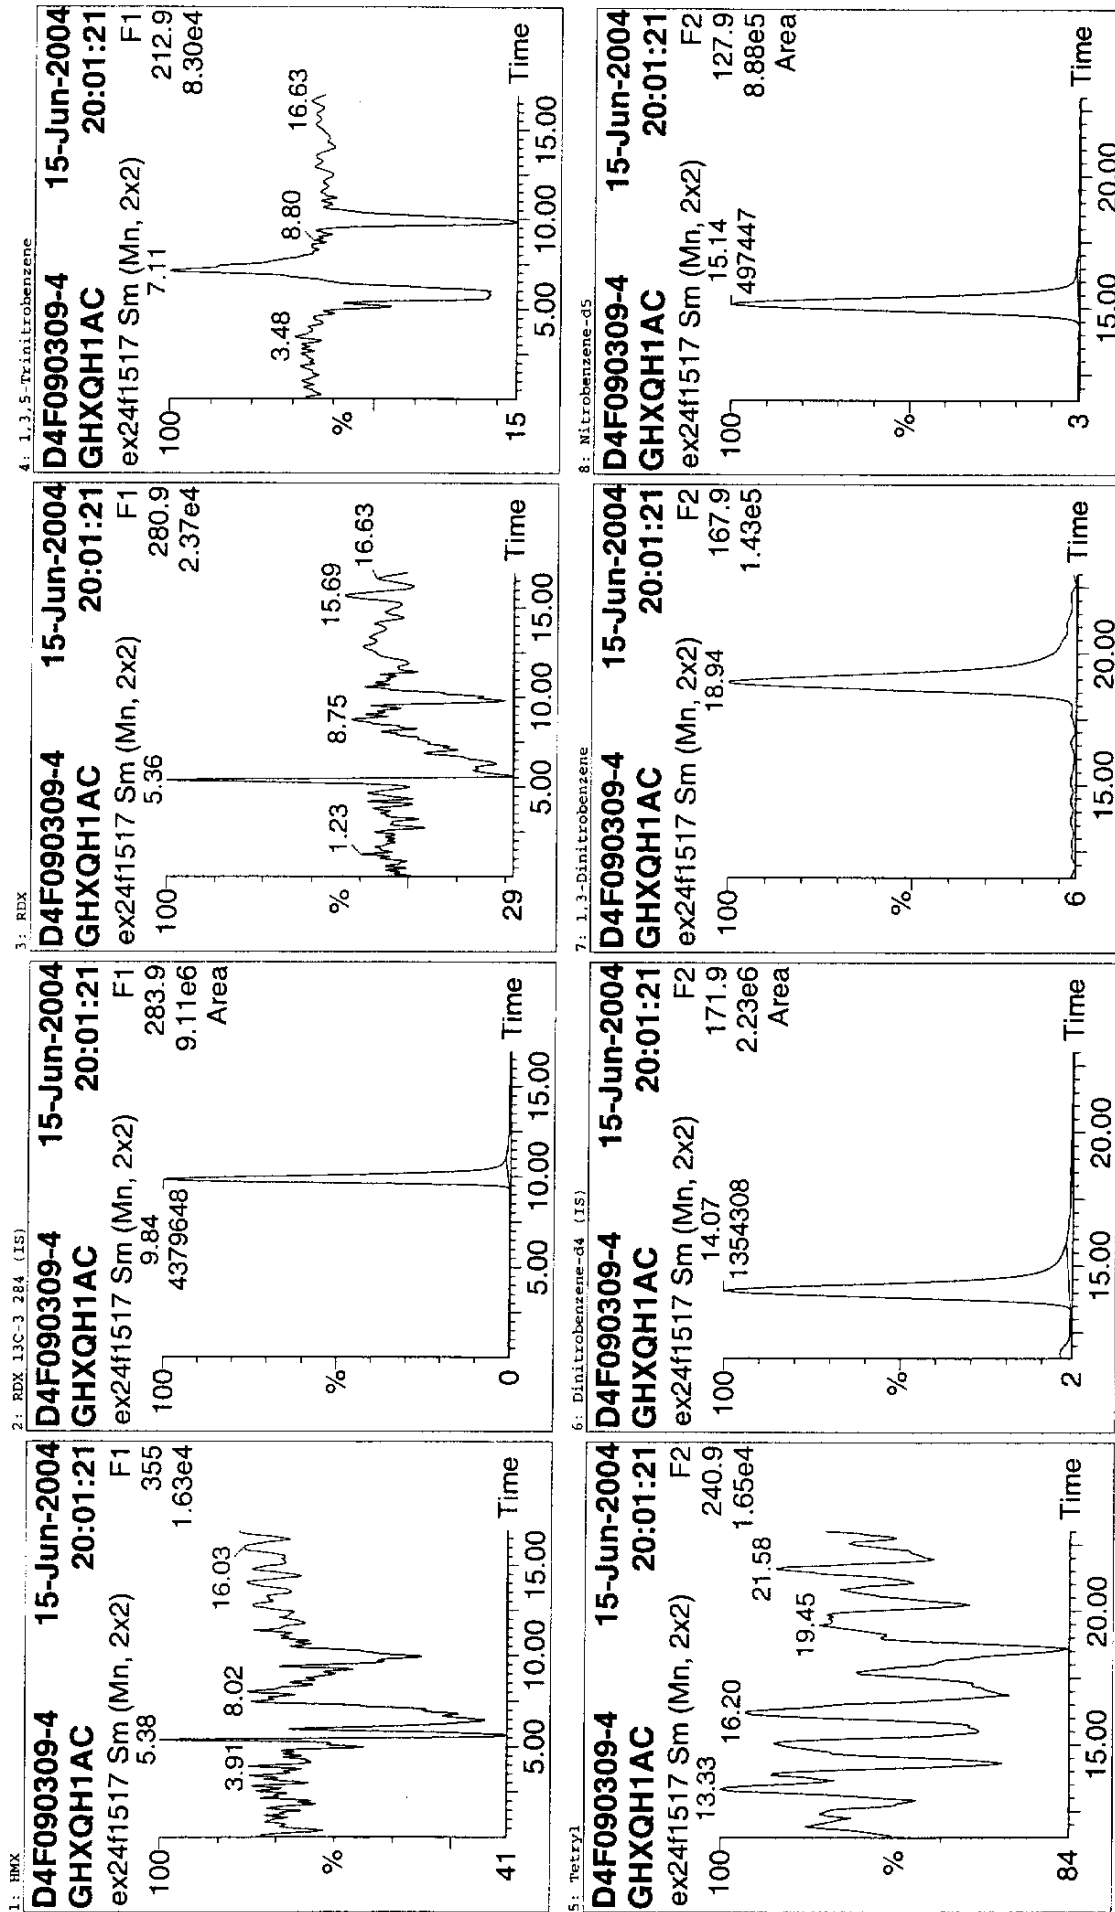 1: HMX
D4F090309-4 15-Jun-2004
GHXQH1AC 20:01:21
ex24f1517 Sm (Mn, 2x2) F1
5.38 355
1.63e4
100
3.91
8.02
16.03
%
41
5.00 10.00 15.00 Time
2: RDX 13C-3 284 (IS)
D4F090309-4 15-Jun-2004
GHXQH1AC 20:01:21
ex24f1517 Sm (Mn, 2x2) F1
9.84 283.9
4379648 9.11e6
Area
100
%
0
5.00 10.00 15.00 Time
3: RDX
D4F090309-4 15-Jun-2004
GHXQH1AC 20:01:21
ex24f1517 Sm (Mn, 2x2) F1
5.36 280.9
2.37e4
100
1.23
8.75
15.69
16.63
%
29
5.00 10.00 15.00 Time
4: 1,3,5-Trinitrobenzene
D4F090309-4 15-Jun-2004
GHXQH1AC 20:01:21
ex24f1517 Sm (Mn, 2x2) F1
7.11 212.9
8.30e4
100
3.48
8.80
16.63
%
15
5.00 10.00 15.00 Time
5: Tetryl
D4F090309-4 15-Jun-2004
GHXQH1AC 20:01:21
ex24f1517 Sm (Mn, 2x2) F2
13.33 240.9
1.65e4
100
16.20
19.45
21.58
%
84
15.00 20.00 Time
6: Dinitrobenzene-d4 (IS)
D4F090309-4 15-Jun-2004
GHXQH1AC 20:01:21
ex24f1517 Sm (Mn, 2x2) F2
14.07 171.9
1354308 2.23e6
Area
100
%
2
15.00 20.00 Time
7: 1,3-Dinitrobenzene
D4F090309-4 15-Jun-2004
GHXQH1AC 20:01:21
ex24f1517 Sm (Mn, 2x2) F2
18.94 167.9
1.43e5
100
%
6
15.00 20.00 Time
8: Nitrobenzene-d5
D4F090309-4 15-Jun-2004
GHXQH1AC 20:01:21
ex24f1517 Sm (Mn, 2x2) F2
15.14 127.9
497447 8.88e5
Area
100
%
3
15.00 20.00 Time